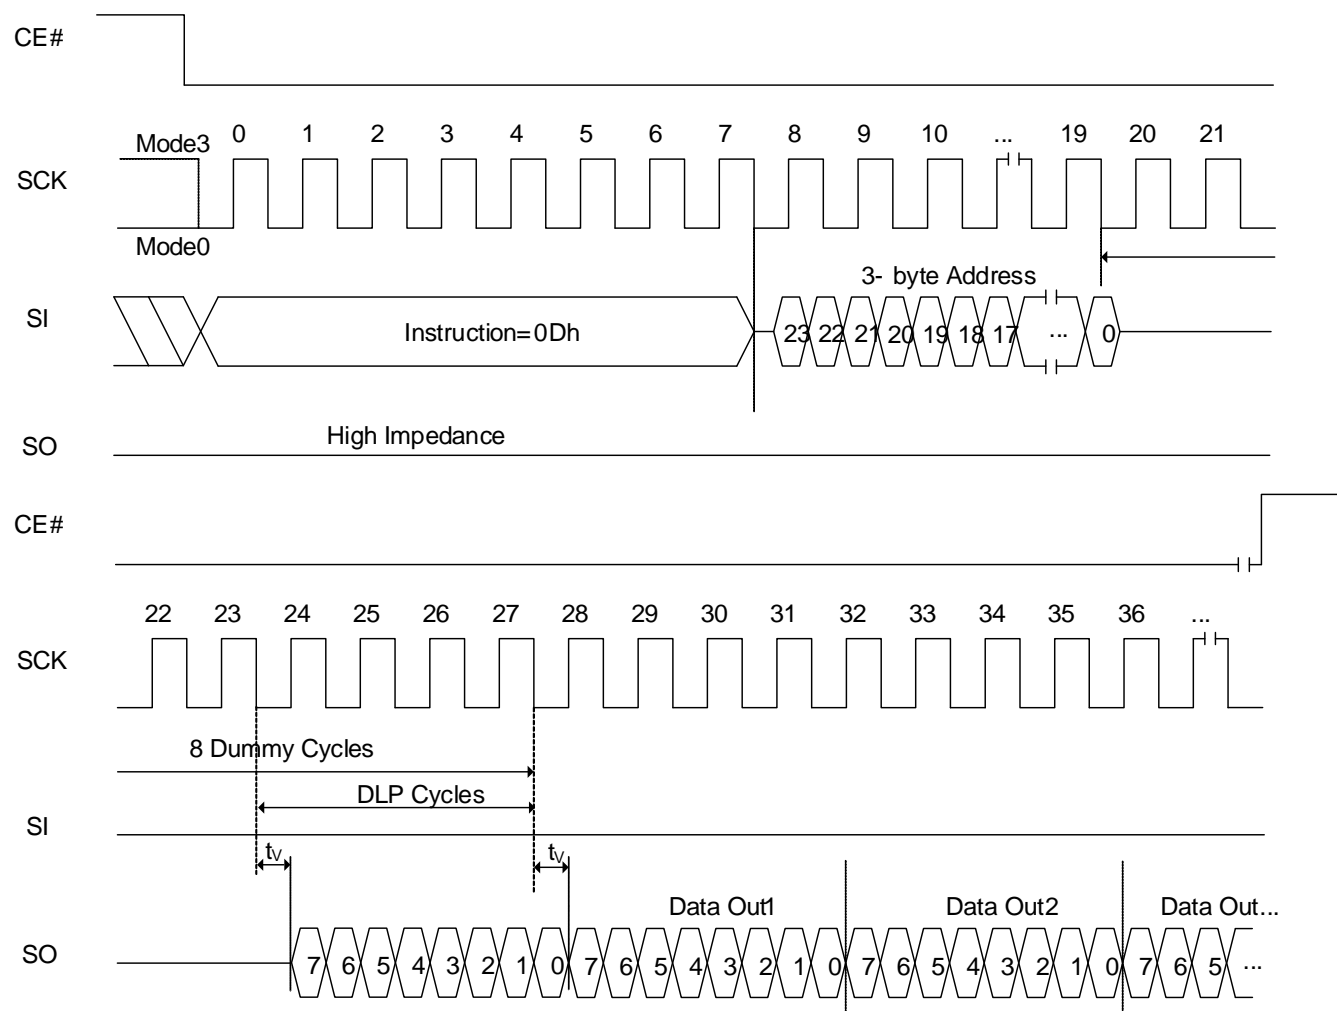 CE#
0 1 2 3 4 5 6 7 8 9 10 ... 19 20 21
Mode3
SCK
Mode0
3- byte Address
SI
Instruction=0Dh
23 22 21 20 19 18 17 ... 0
High Impedance
SO
CE#
22 23 24 25 26 27 28 29 30 31 32 33 34 35 36 ...
SCK
8 Dummy Cycles
DLP Cycles
SI
tV tV
Data Out1 Data Out2 Data Out...
SO
7 6 5 4 3 2 1 0 7 6 5 4 3 2 1 0 7 6 5 4 3 2 1 0 7 6 5 ...